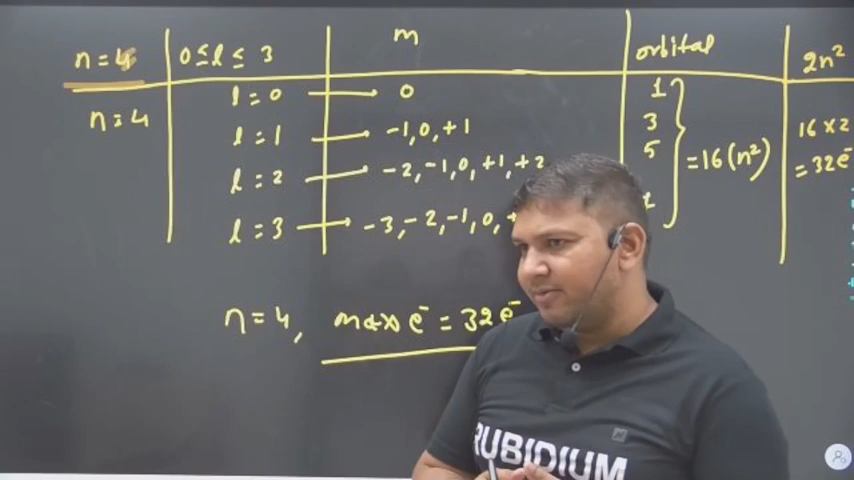 n = 4 0 ≤ l ≤ 3 m orbital 2n²
n = 4 l = 0 → 0 1
l = 1 → -1, 0, +1 3 16 × 2
l = 2 → -2, -1, 0, +1, +2 5 = 16 (n²) = 32e⁻
l = 3 → -3, -2, -1, 0,
n = 4, max e⁻ = 32 e⁻
RUBIDIUM